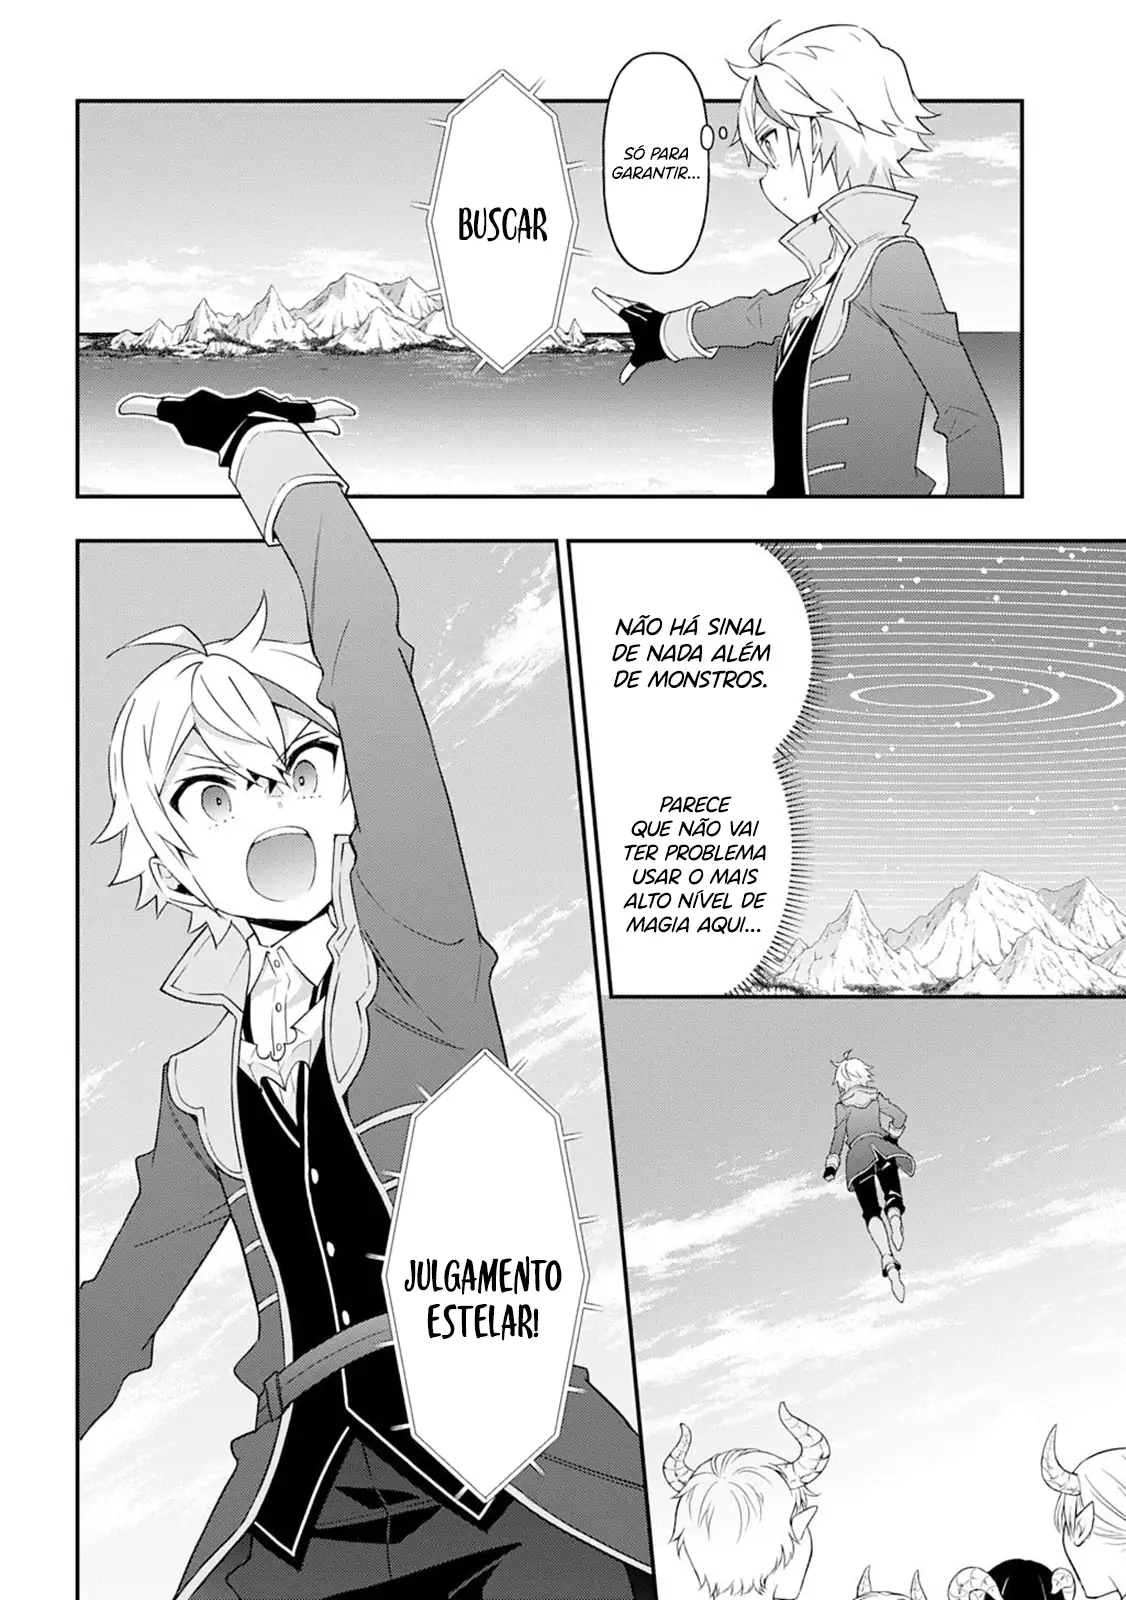 SÓ PARA
GARANTIR...
BUSCAR
NÃO HÁ SINAL
DE NADA ALÉM
DE MONSTROS.
PARECE
QUE NÃO VAI
TER PROBLEMA
USAR O MAIS
ALTO NÍVEL DE
MAGIA AQUI...
JULGAMENTO
ESTELAR!